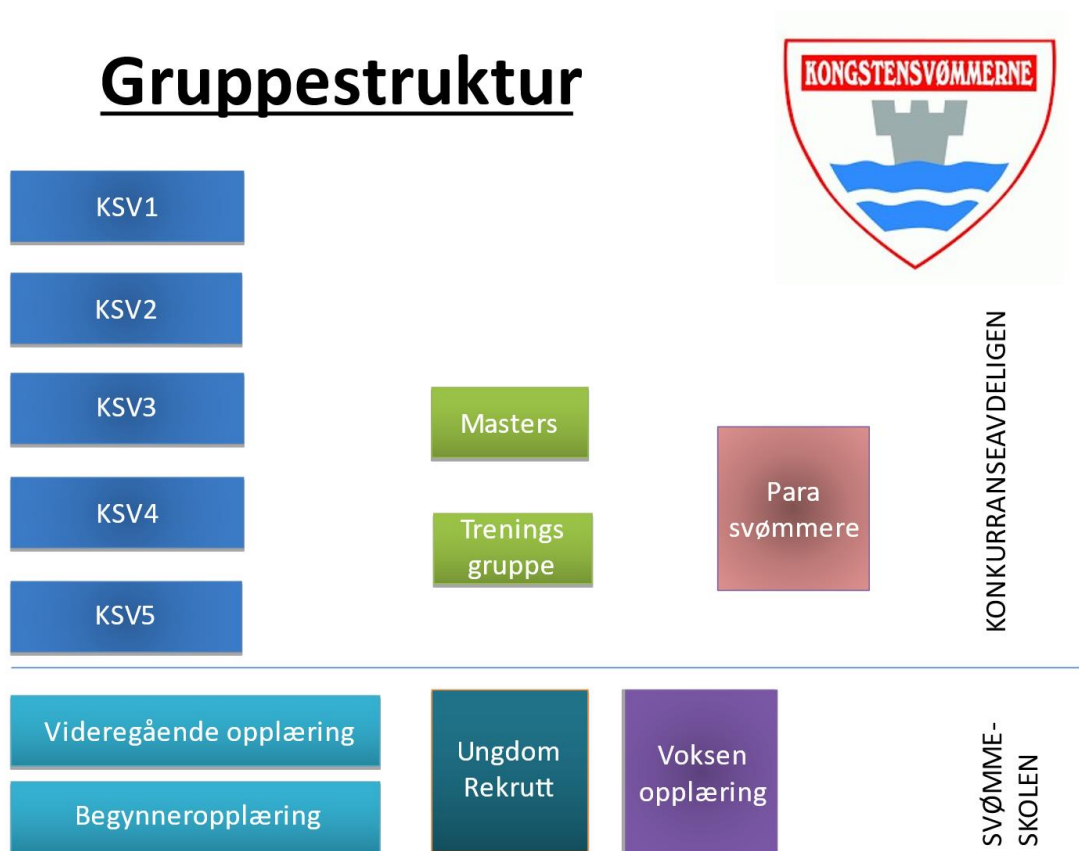 Gruppestruktur
KONGSTENSVØMMERNE
KSV1
KSV2
KSV3
KSV4
KSV5
Masters
Trenings
gruppe
Para
svømmere
KONKURRANSEAVDELIGEN
Videregående opplæring
Begynneropplæring
Ungdom
Rekrutt
Voksen
opplæring
SVØMME-
SKOLEN